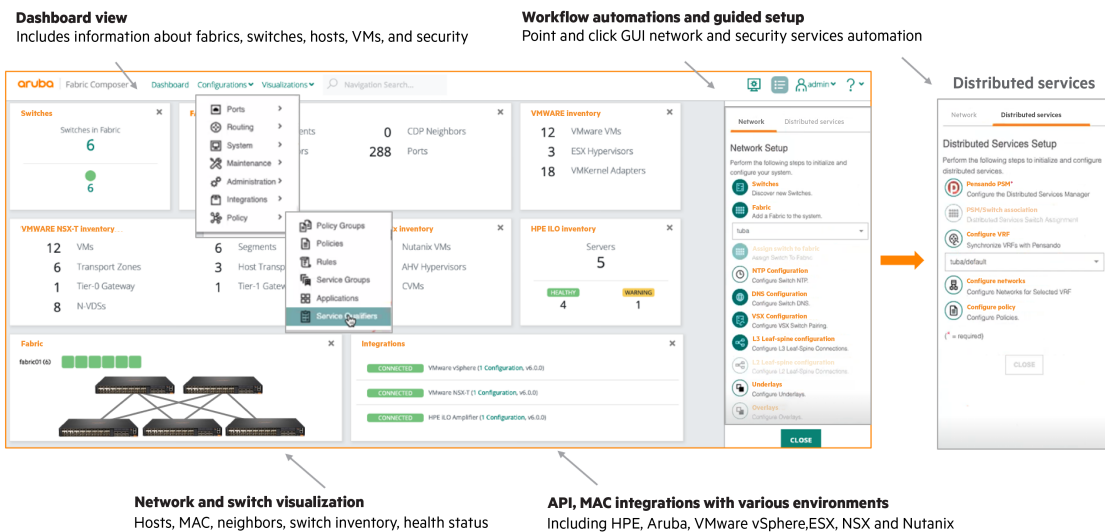 Dashboard view
Includes information about fabrics, switches, hosts, VMs, and security
Workflow automations and guided setup
Point and click GUI network and security services automation
aruba Fabric Composer Dashboard Configurations Visualizations Navigation Search... admin ?
Switches
Switches in Fabric
6
6
Ports
Routing
System
Maintenance
Administration
Integrations
Policy
Policy Groups
Policies
Rules
Service Groups
Applications
Service Qualifiers
0 CDP Neighbors
288 Ports
VMWARE inventory
12 VMware VMs
3 ESX Hypervisors
18 VMKernel Adapters
VMWARE NSX-T inventory
12 VMs
6 Transport Zones
1 Tier-0 Gateway
8 N-VDSs
6 Segments
3 Host Transp
1 Tier-1 Gatew
x inventory
Nutanix VMs
AHV Hypervisors
CVMs
HPE ILO inventory
Servers
5
HEALTHY
4
WARNING
1
Fabric
fabric01 (6)
Integrations
CONNECTED VMware vSphere (1 Configuration, v6.0.0)
CONNECTED VMware NSX-T (1 Configuration, v6.0.0)
CONNECTED HPE iLO Amplifier (1 Configuration, v6.0.0)
Network Distributed services
Network Setup
Perform the following steps to initialize and
configure your system.
Switches
Discover new Switches.
Fabric
Add a Fabric to the system.
tuba
Assign switch to fabric
Assign Switch To Fabric.
NTP Configuration
Configure Switch NTP.
DNS Configuration
Configure Switch DNS.
VSX Configuration
Configure VSX Switch Pairing.
L3 Leaf-spine configuration
Configure L3 Leaf-Spine Connections.
L2 Leaf-spine configuration
Configure L2 Leaf-Spine Connections.
Underlays
Configure Underlays.
Overlays
Configure Overlays.
CLOSE
Distributed services
Network Distributed services
Distributed Services Setup
Perform the following steps to initialize and configure
distributed services.
Pensando PSM*
Configure the Distributed Services Manager
PSM/Switch association
Distributed Services Switch Assignment
Configure VRF
Synchronize VRFs with Pensando
tuba/default
Configure networks
Configure Networks for Selected VRF
Configure policy
Configure Policies.
(* = required)
CLOSE
Network and switch visualization
Hosts, MAC, neighbors, switch inventory, health status
API, MAC integrations with various environments
Including HPE, Aruba, VMware vSphere,ESX, NSX and Nutanix